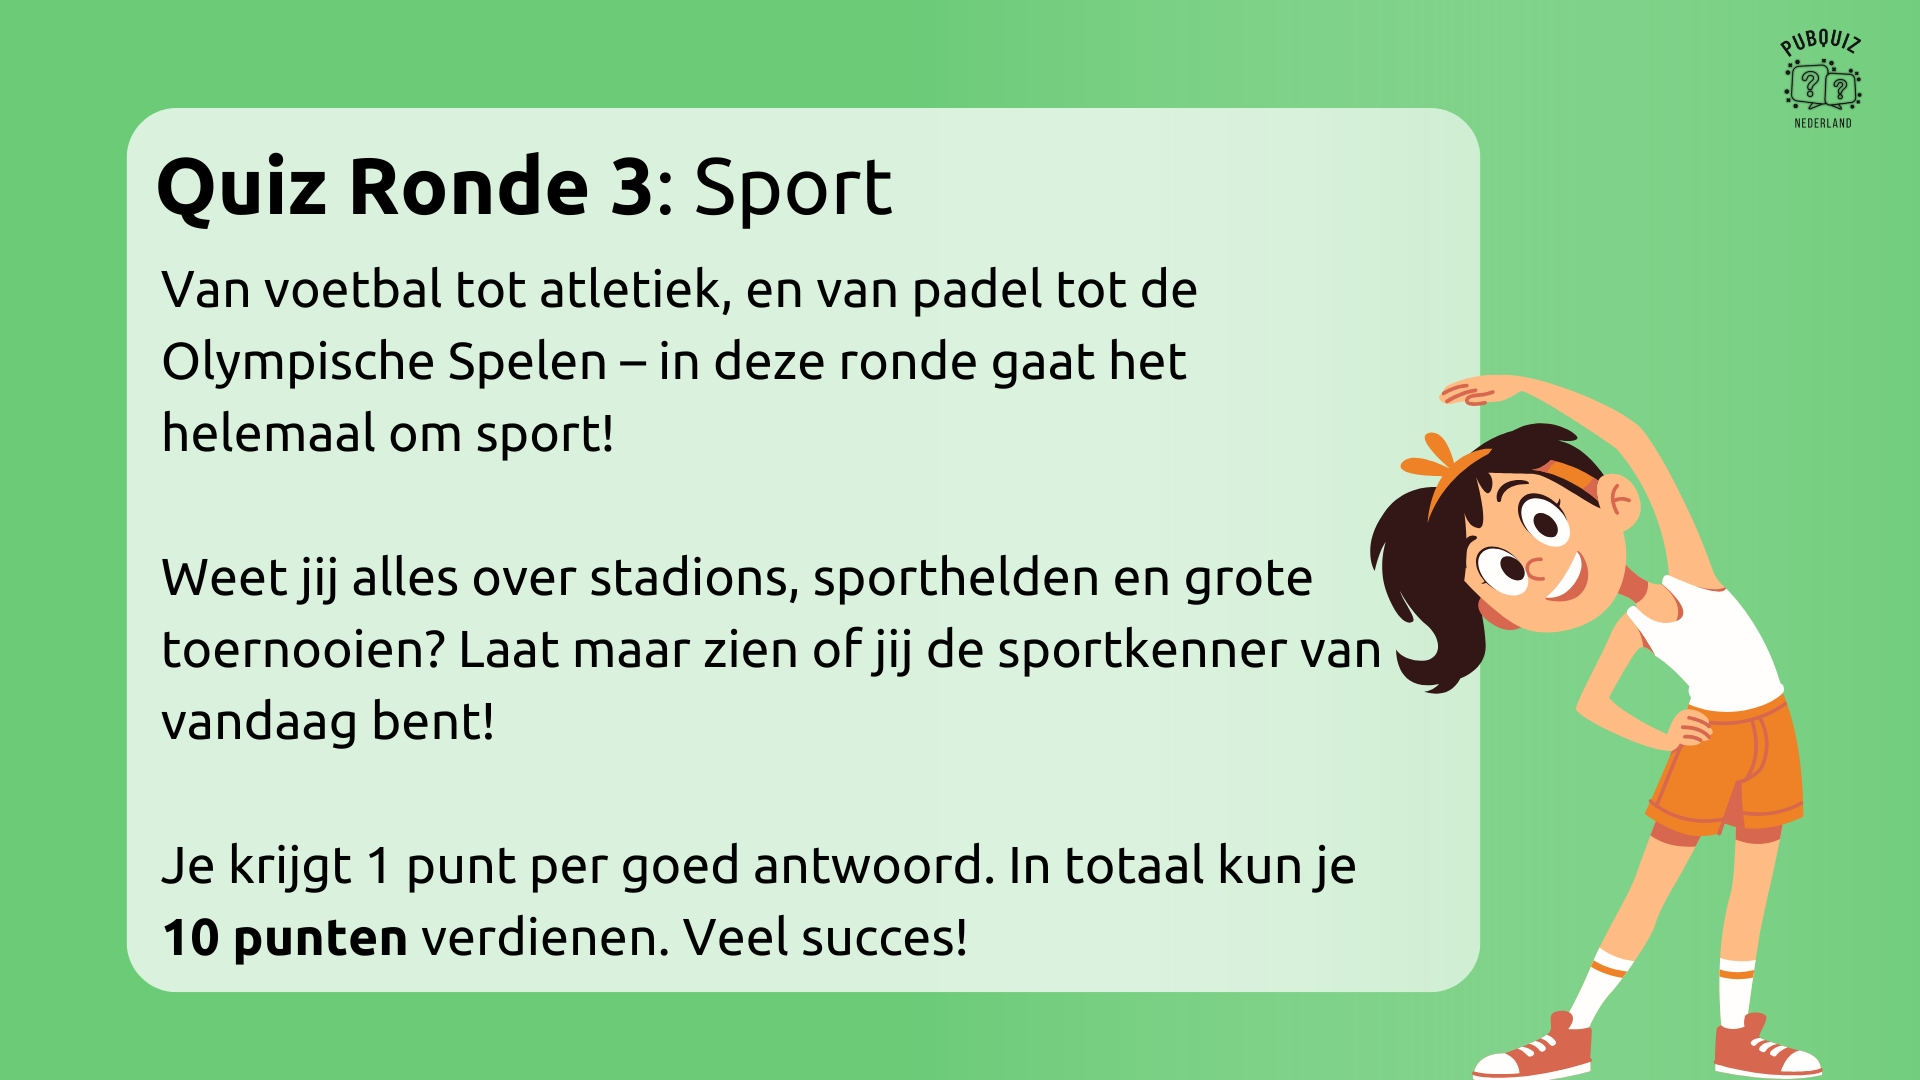 PUBQUIZ
? ?
NEDERLAND
Quiz Ronde 3: Sport
Van voetbal tot atletiek, en van padel tot de
Olympische Spelen – in deze ronde gaat het
helemaal om sport!
Weet jij alles over stadions, sporthelden en grote
toernooien? Laat maar zien of jij de sportkenner van
vandaag bent!
Je krijgt 1 punt per goed antwoord. In totaal kun je
10 punten verdienen. Veel succes!